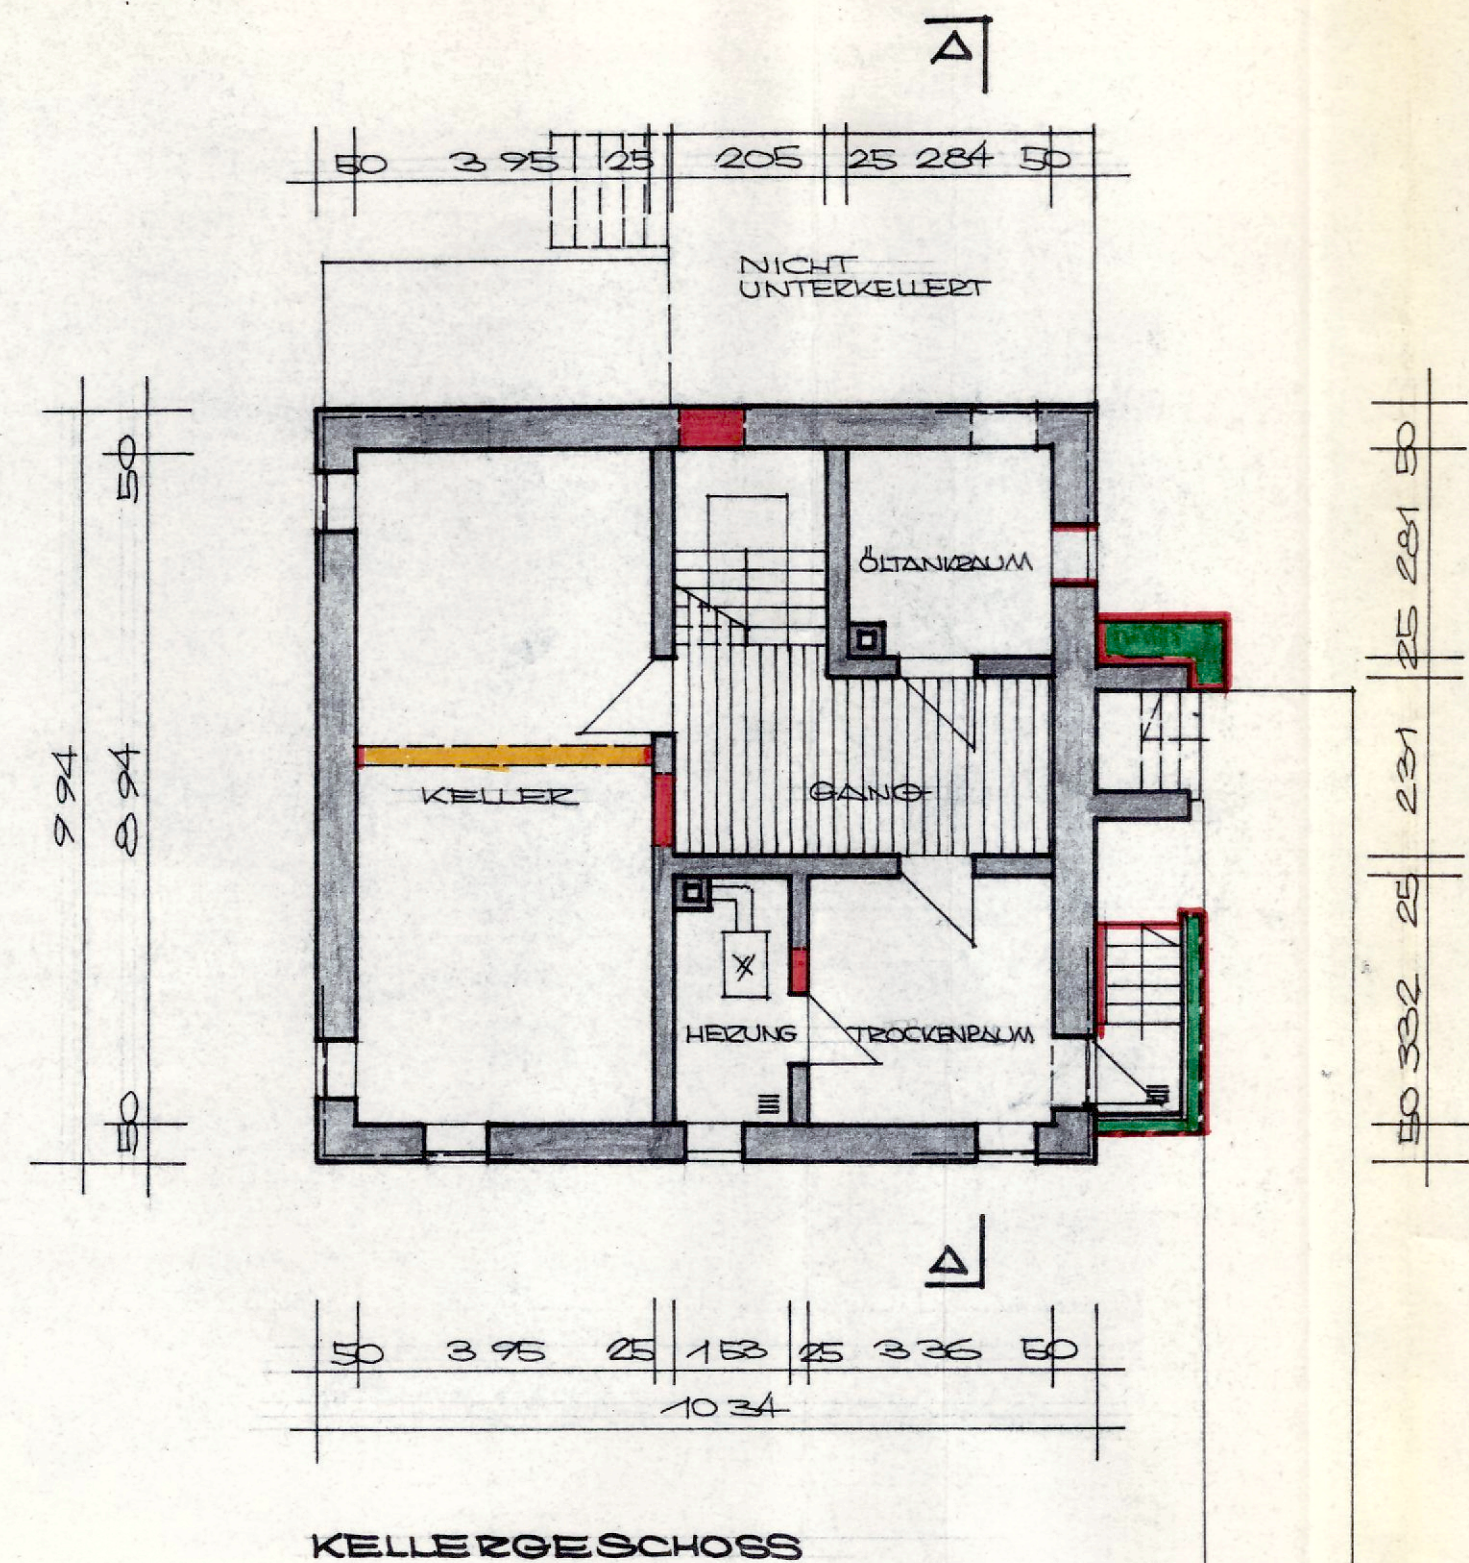 A
50 3 95 25 205 25 284 50
NICHT
UNTERKELLERT
50
9 94
8 94
50
50
281
25
231
25
332
50
ÖLTANKRAUM
KELLER
GANG
HEIZUNG
TROCKENRAUM
A
50 3 95 25 153 25 3 36 50
10 34
KELLERGESCHOSS